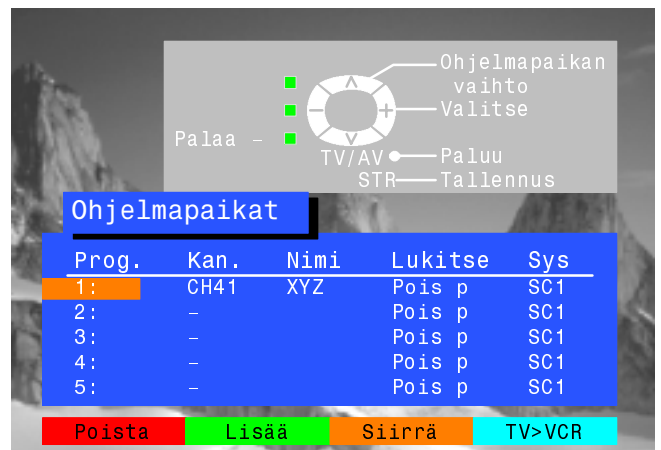 Ohjelmapaikan
vaihto
Valitse
Palaa –
TV/AV Paluu
STR Tallennus
Ohjelmapaikat
Prog. Kan. Nimi Lukitse Sys
1: CH41 XYZ Pois p SC1
2: – Pois p SC1
3: – Pois p SC1
4: – Pois p SC1
5: – Pois p SC1
Poista Lisää Siirrä TV>VCR